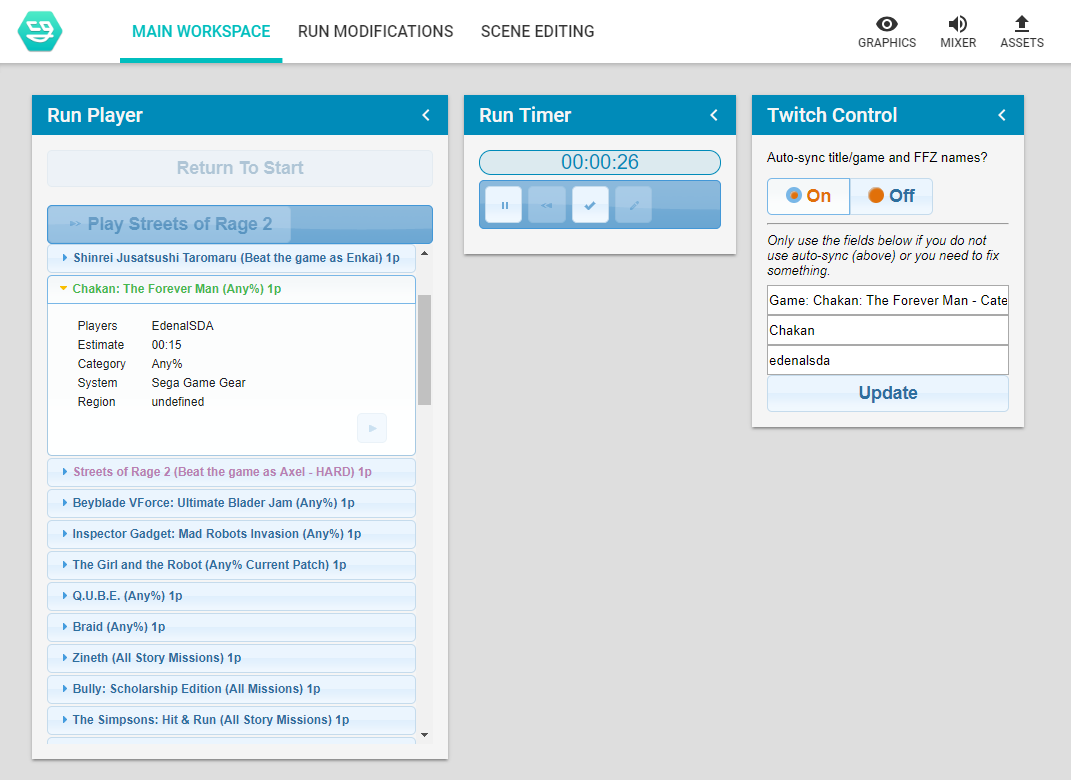 MAIN WORKSPACE
RUN MODIFICATIONS
SCENE EDITING
GRAPHICS
MIXER
ASSETS
Run Player
Return To Start
Play Streets of Rage 2
Shinrei Jusatsushi Taromaru (Beat the game as Enkai) 1p
Chakan: The Forever Man (Any%) 1p
Players EdenalSDA
Estimate 00:15
Category Any%
System Sega Game Gear
Region undefined
Streets of Rage 2 (Beat the game as Axel - HARD) 1p
Beyblade VForce: Ultimate Blader Jam (Any%) 1p
Inspector Gadget: Mad Robots Invasion (Any%) 1p
The Girl and the Robot (Any% Current Patch) 1p
Q.U.B.E. (Any%) 1p
Braid (Any%) 1p
Zineth (All Story Missions) 1p
Bully: Scholarship Edition (All Missions) 1p
The Simpsons: Hit & Run (All Story Missions) 1p
Run Timer
00:00:26
Twitch Control
Auto-sync title/game and FFZ names?
On Off
Only use the fields below if you do not
use auto-sync (above) or you need to fix
something.
Game: Chakan: The Forever Man - Cate
Chakan
edenalsda
Update